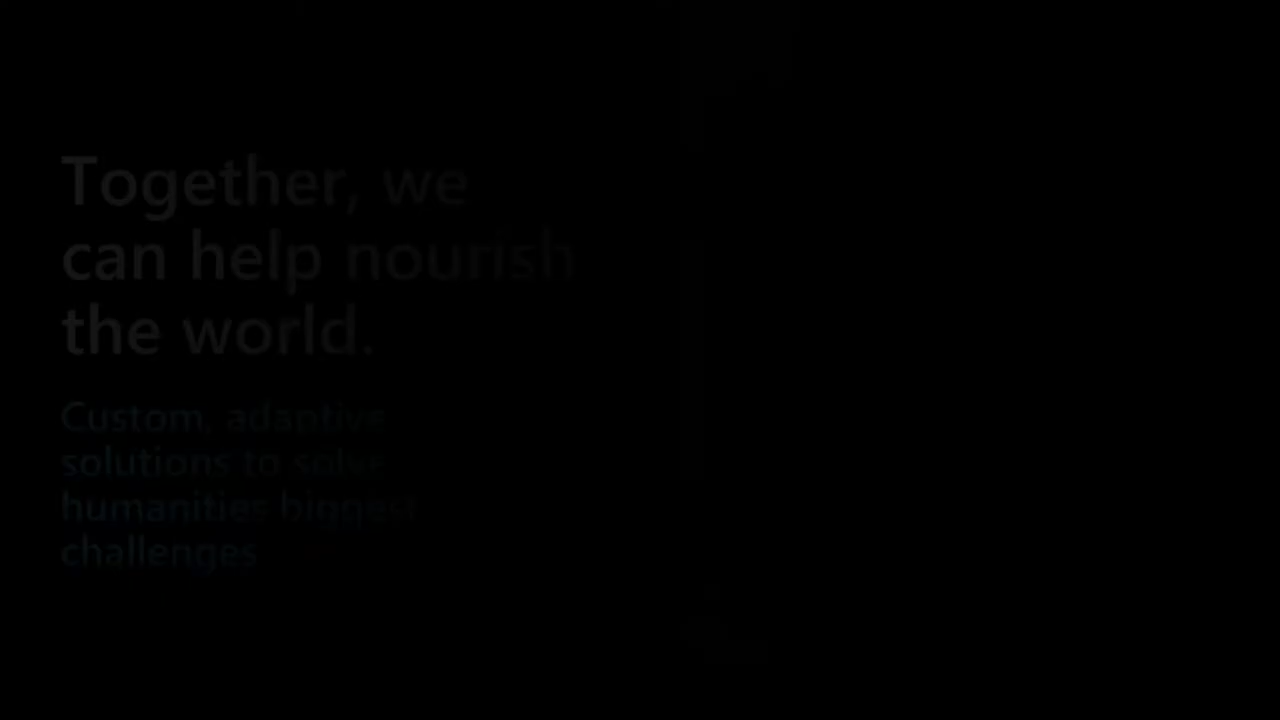 Together, we
can help nourish
the world.
Custom, adaptive
solutions to solve
humanities biggest
challenges